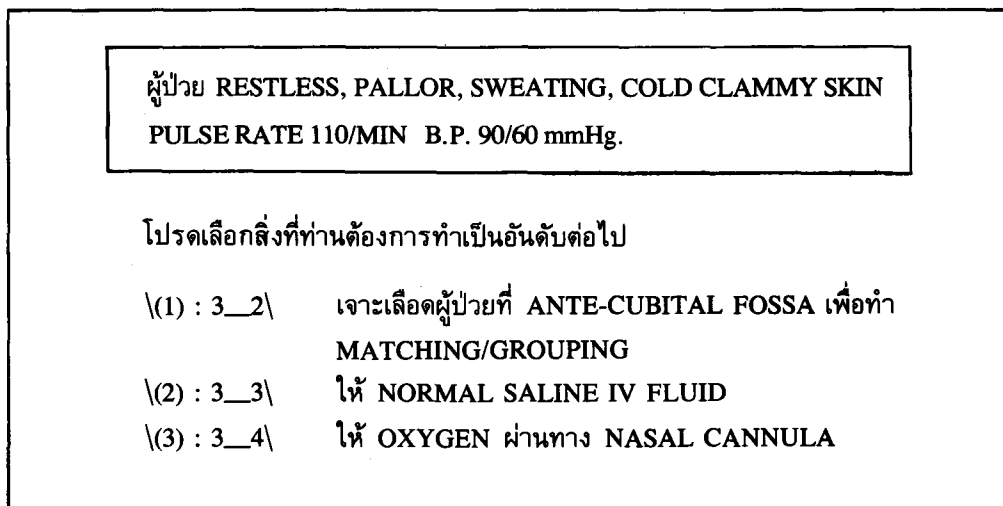 ผู้ป่วย RESTLESS, PALLOR, SWEATING, COLD CLAMMY SKIN
PULSE RATE 110/MIN B.P. 90/60 mmHg.
โปรดเลือกสิ่งที่ท่านต้องการทำเป็นอันดับต่อไป
\(1) : 3__2\ เจาะเลือดผู้ป่วยที่ ANTE-CUBITAL FOSSA เพื่อทำ
MATCHING/GROUPING
\(2) : 3__3\ ให้ NORMAL SALINE IV FLUID
\(3) : 3__4\ ให้ OXYGEN ผ่านทาง NASAL CANNULA